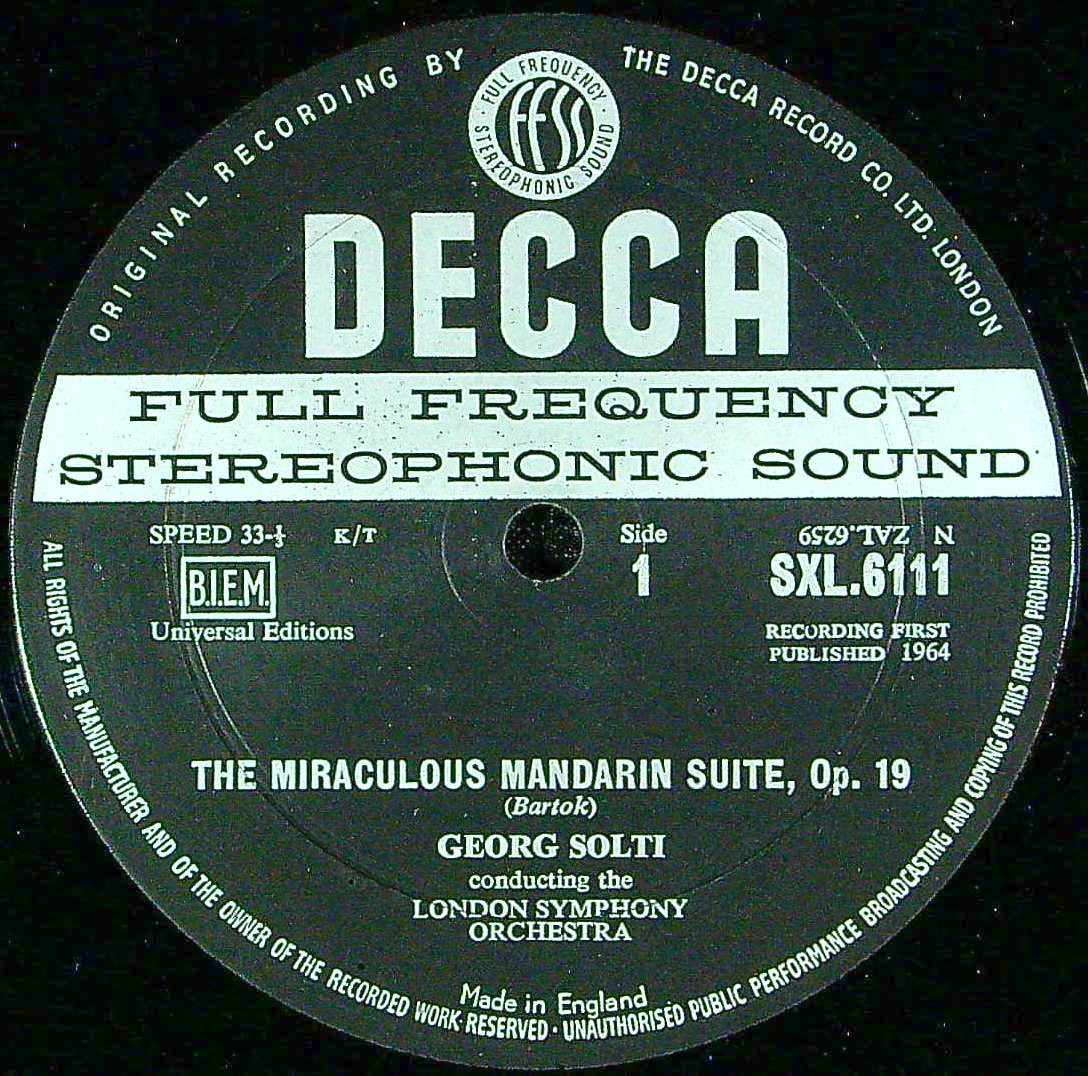 ORIGINAL RECORDING BY
THE DECCA RECORD CO. LTD. LONDON
· FULL FREQUENCY ·
STEREOPHONIC SOUND
FFSS
DECCA
FULL FREQUENCY
STEREOPHONIC SOUND
SPEED 33-⅓ K/T
Side
N ZAL.6259
B.I.E.M.
1
SXL.6111
Universal Editions
RECORDING FIRST
PUBLISHED 1964
THE MIRACULOUS MANDARIN SUITE, Op. 19
(Bartok)
GEORG SOLTI
conducting the
LONDON SYMPHONY
ORCHESTRA
Made in England
ALL RIGHTS OF THE MANUFACTURER AND OF THE OWNER OF THE RECORDED WORK·RESERVED·UNAUTHORISED PUBLIC PERFORMANCE BROADCASTING AND COPYING OF THIS RECORD PROHIBITED